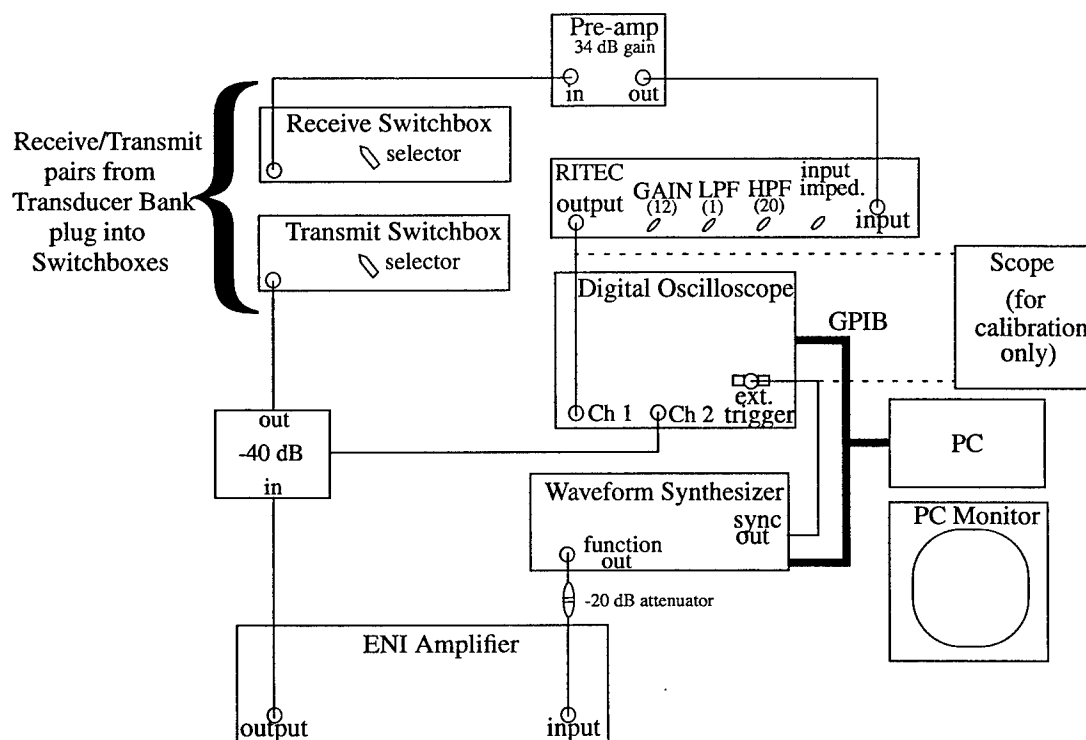 Pre-amp
34 dB gain
in
out
Receive/Transmit
pairs from
Transducer Bank
plug into
Switchboxes
Receive Switchbox
selector
Transmit Switchbox
selector
RITEC
output
GAIN
(12)
LPF
(1)
HPF
(20)
input
imped.
input
Scope
(for
calibration
only)
Digital Oscilloscope
GPIB
ext.
trigger
Ch 1
Ch 2
out
-40 dB
in
PC
Waveform Synthesizer
sync
out
function
out
PC Monitor
-20 dB attenuator
ENI Amplifier
output
input